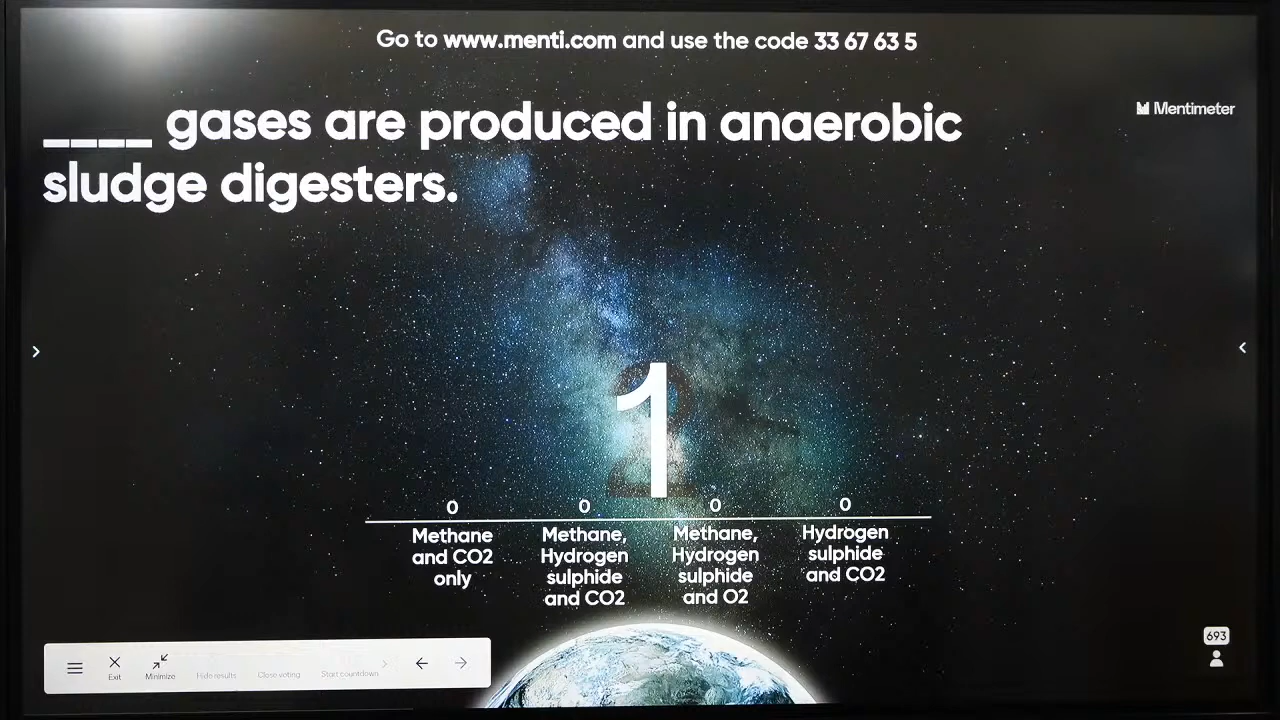 Go to www.menti.com and use the code 33 67 63 5
Mentimeter
____ gases are produced in anaerobic
sludge digesters.
1
0
0
0
0
Methane
and CO2
only
Methane,
Hydrogen
sulphide
and CO2
Methane,
Hydrogen
sulphide
and O2
Hydrogen
sulphide
and CO2
693
Exit
Minimize
Hide results
Close voting
Start countdown